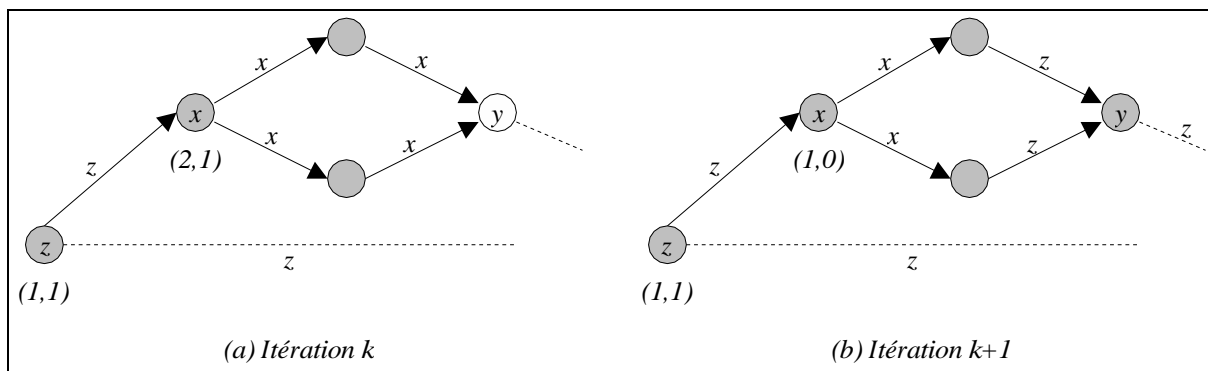 x x
x y
x x
(2,1)
z
z
z
(1,1)
(a) Itération k
x z
x y
z
x z
(1,0)
z
z
z
(1,1)
(b) Itération k+1